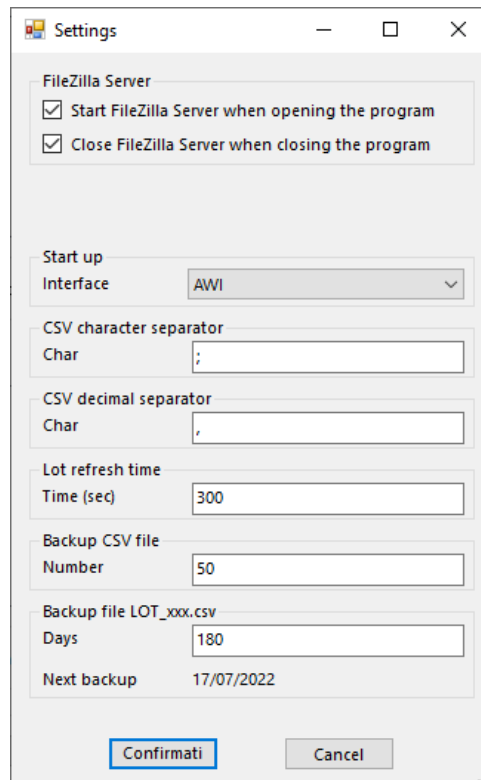 Settings
FileZilla Server
Start FileZilla Server when opening the program
Close FileZilla Server when closing the program
Start up
Interface AWI
CSV character separator
Char ;
CSV decimal separator
Char ,
Lot refresh time
Time (sec) 300
Backup CSV file
Number 50
Backup file LOT_xxx.csv
Days 180
Next backup 17/07/2022
Confirmati Cancel